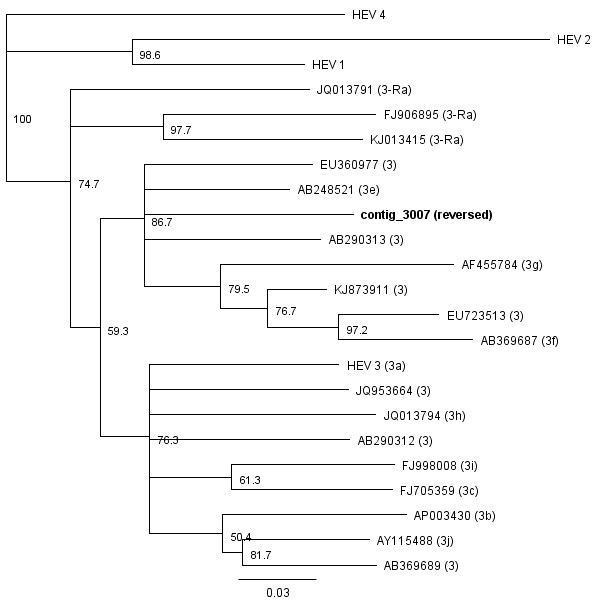 HEV 4
HEV 2
98.6
HEV 1
JQ013791 (3-Ra)
100
FJ906895 (3-Ra)
97.7
KJ013415 (3-Ra)
EU360977 (3)
74.7
AB248521 (3e)
contig_3007 (reversed)
86.7
AB290313 (3)
AF455784 (3g)
79.5
KJ873911 (3)
76.7
EU723513 (3)
97.2
59.3
AB369687 (3f)
HEV 3 (3a)
JQ953664 (3)
JQ013794 (3h)
76.3
AB290312 (3)
FJ998008 (3i)
61.3
FJ705359 (3c)
AP003430 (3b)
50.4
AY115488 (3j)
81.7
AB369689 (3)
0.03